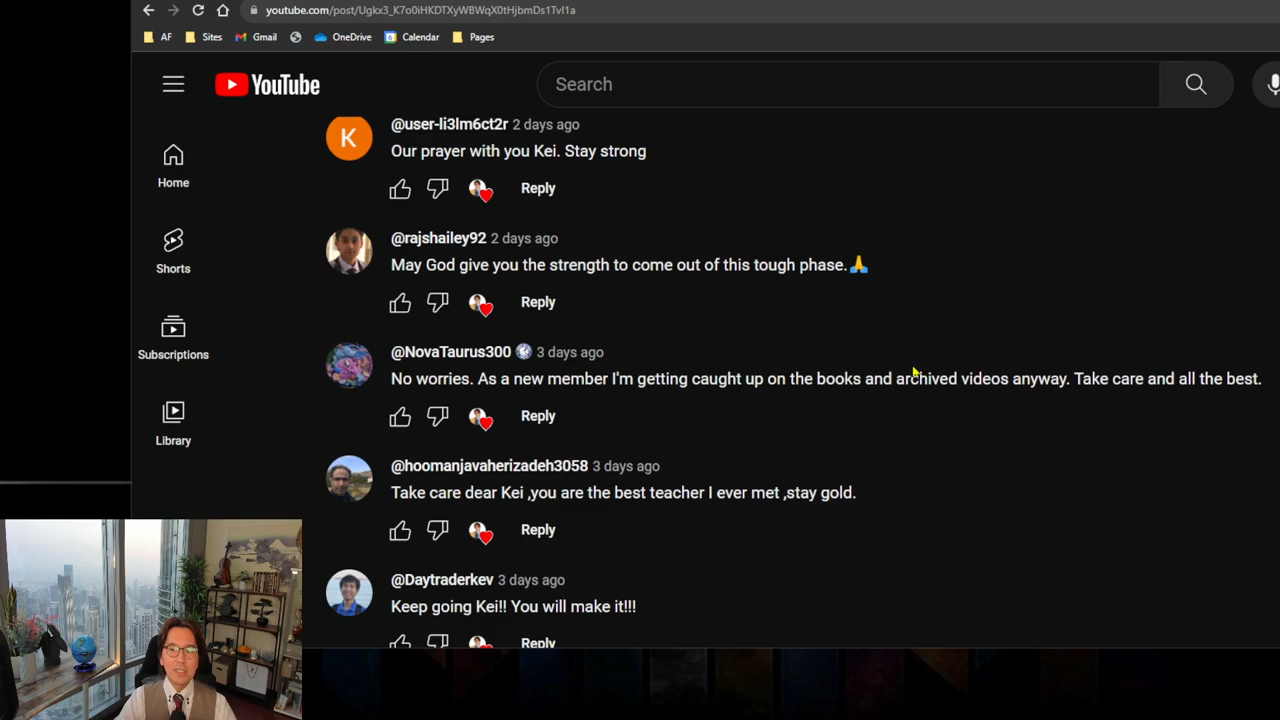 youtube.com/post/Ugkx3_K7o0iHKDTXyWBWqX0tHjbmDs1TvI1a
AF Sites Gmail OneDrive Calendar Pages
YouTube
Search
@user-li3lm6ct2r 2 days ago
Our prayer with you Kei. Stay strong
Reply
Home
@rajshailey92 2 days ago
May God give you the strength to come out of this tough phase.🙏
Shorts
Reply
@NovaTaurus300 3 days ago
Subscriptions
No worries. As a new member I'm getting caught up on the books and archived videos anyway. Take care and all the best.
Reply
Library
@hoomanjavaherizadeh3058 3 days ago
Take care dear Kei ,you are the best teacher I ever met ,stay gold.
Reply
@Daytraderkev 3 days ago
Keep going Kei!! You will make it!!!
Reply